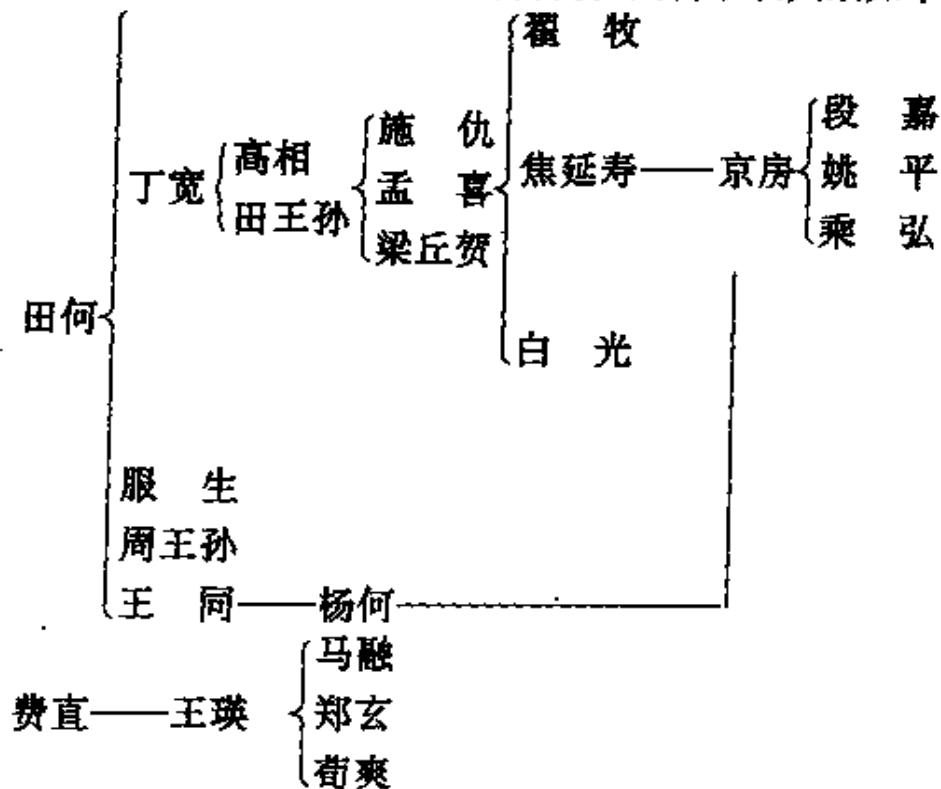 翟 牧
段 嘉
施 仇
高相
丁宽
孟 喜
焦延寿——京房
姚 平
田王孙
梁丘贺
乘 弘
田何
白 光
服 生
周王孙
王 同——杨何
马融
费直——王瑛
郑玄
荀爽